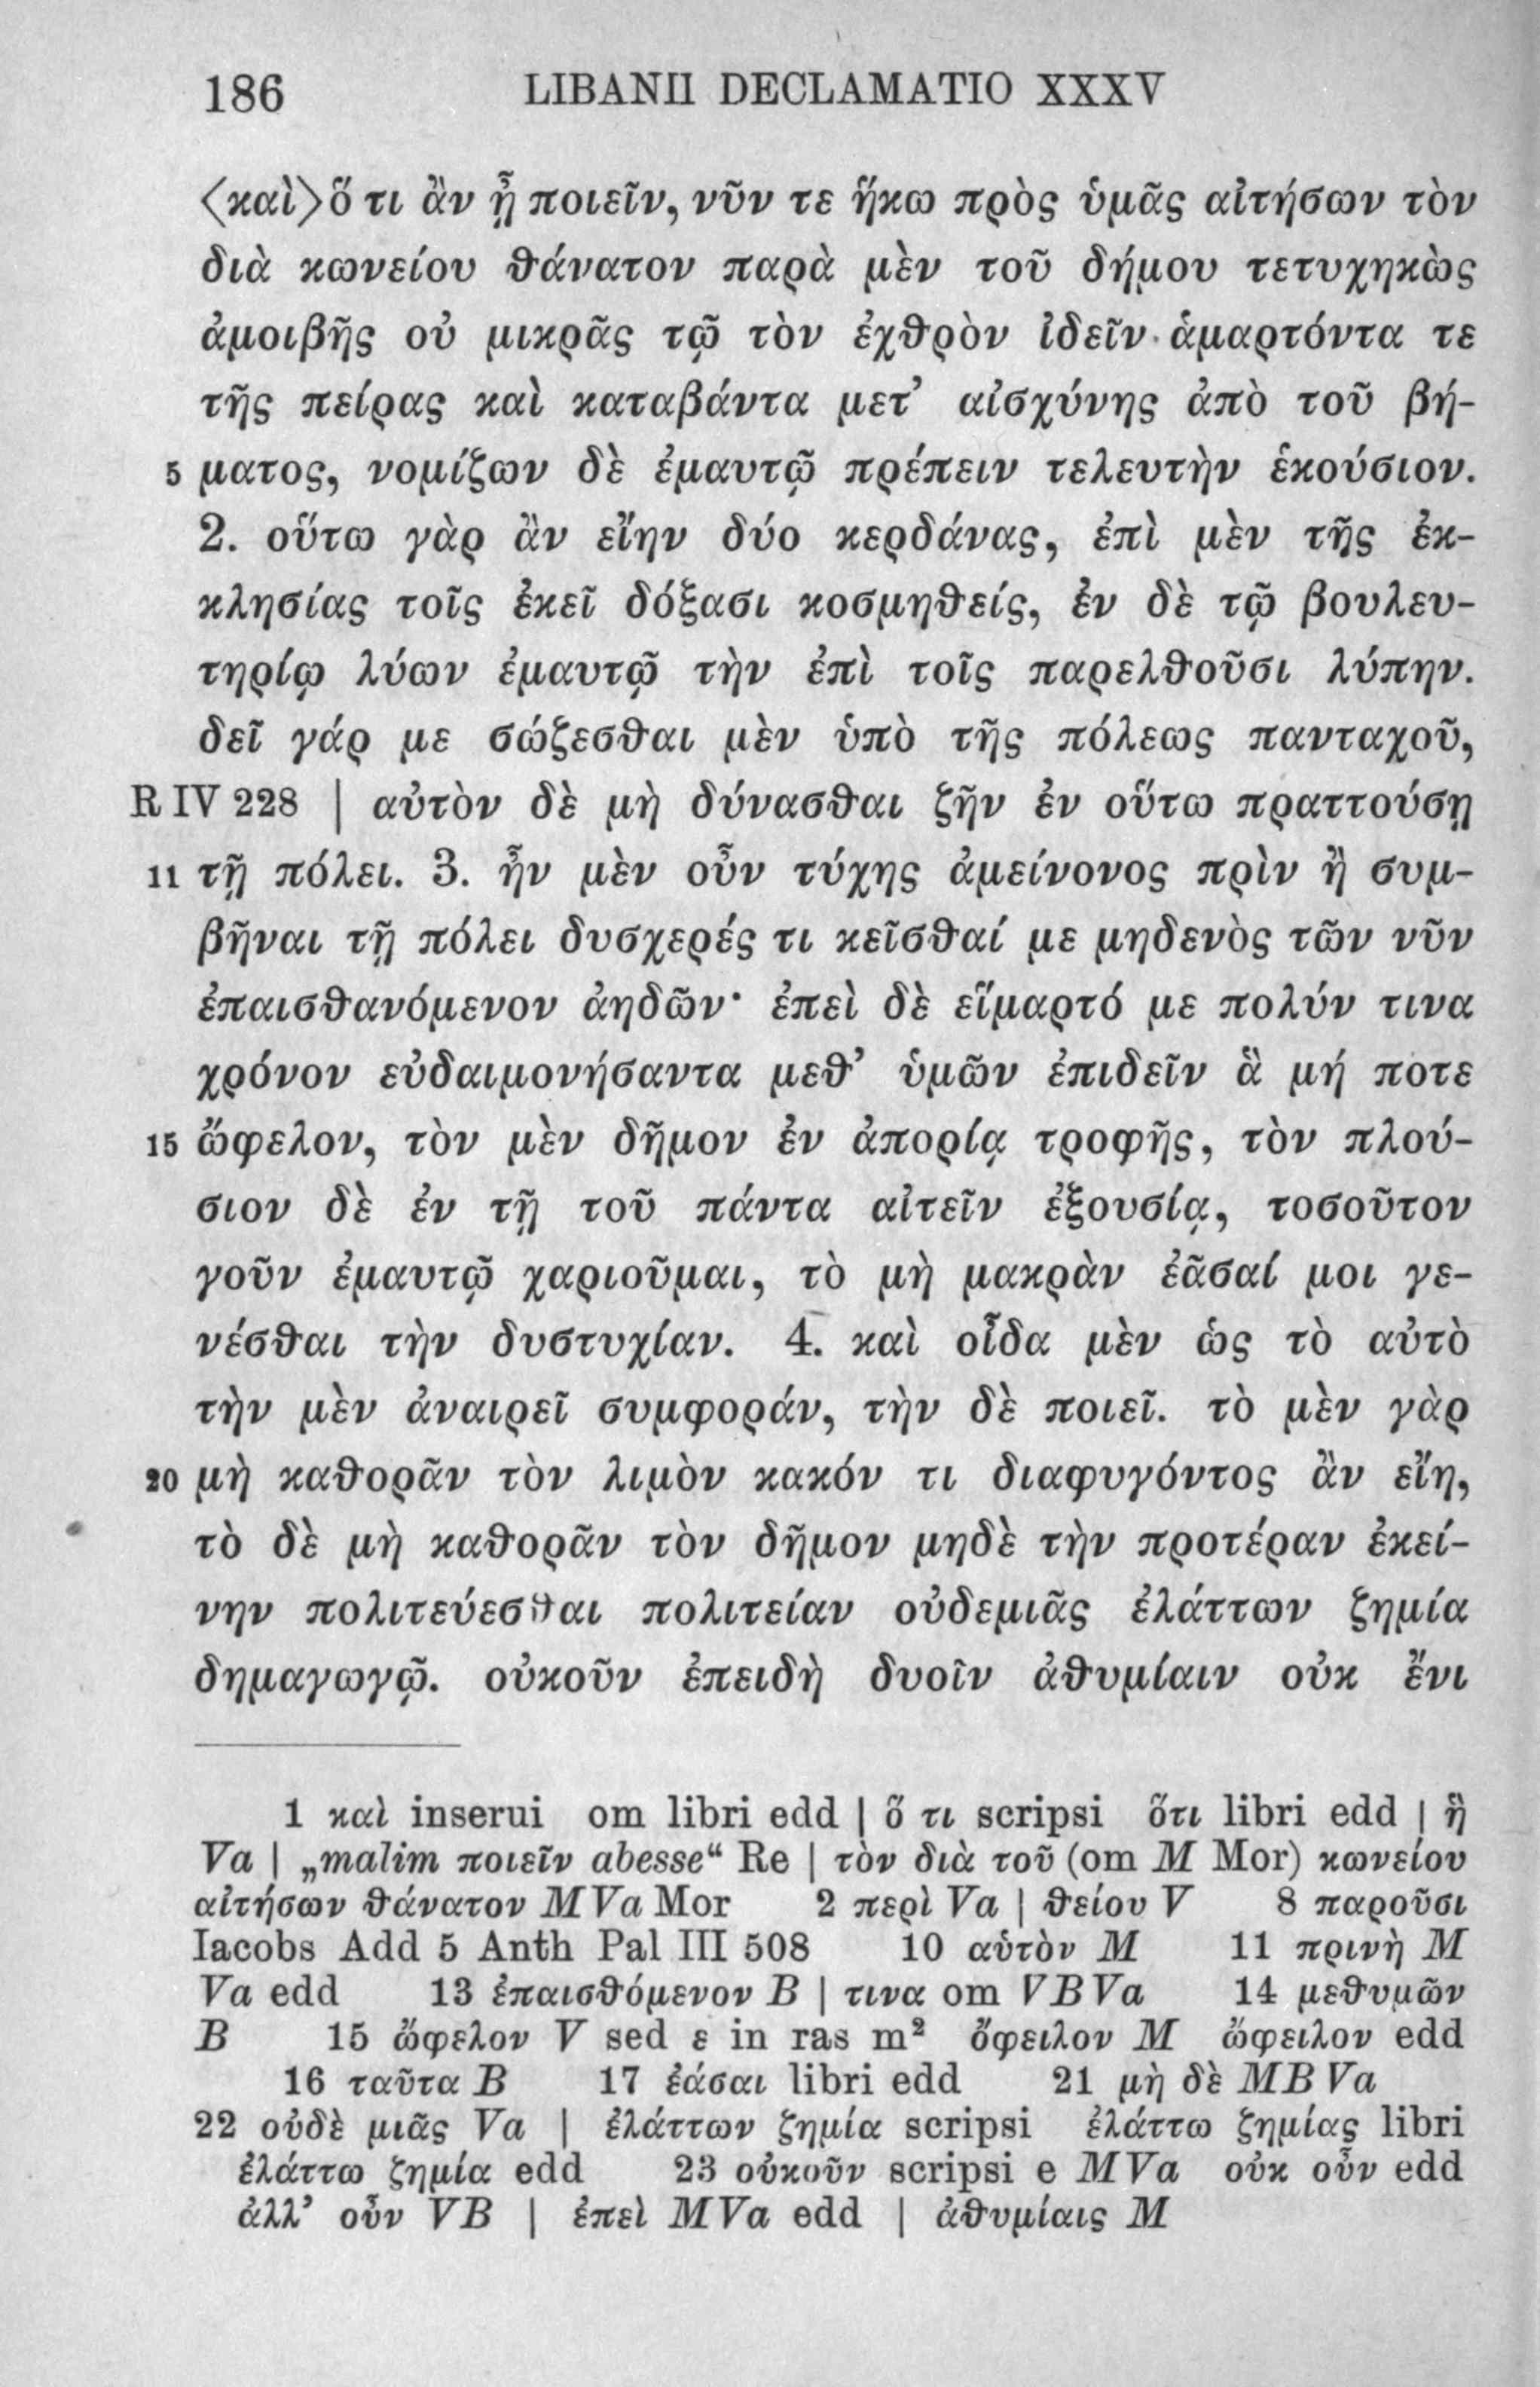 186 LIBANII DECLAMATIO XXXV
<καὶ> ὅ τι ἂν ᾖ ποιεῖν, νῦν τε ἥκω πρὸς ὑμᾶς αἰτήσων τὸν
διὰ κωνείου θάνατον παρὰ μὲν τοῦ δήμου τετυχηκὼς
ἀμοιβῆς οὐ μικρᾶς τῷ τὸν ἐχθρὸν ἰδεῖν ἁμαρτόντα τε
τῆς πείρας καὶ καταβάντα μετ’ αἰσχύνης ἀπὸ τοῦ βή-
5 ματος, νομίζων δὲ ἐμαυτῷ πρέπειν τελευτὴν ἑκούσιον.
2. οὕτω γὰρ ἂν εἴην δύο κερδάνας, ἐπὶ μὲν τῆς ἐκ-
κλησίας τοῖς ἐκεῖ δόξασι κοσμηθείς, ἐν δὲ τῷ βουλευ-
τηρίῳ λύων ἐμαυτῷ τὴν ἐπὶ τοῖς παρελθοῦσι λύπην.
δεῖ γάρ με σώζεσθαι μὲν ὑπὸ τῆς πόλεως πανταχοῦ,
R IV 228 | αὐτὸν δὲ μὴ δύνασθαι ζῆν ἐν οὕτω πραττούσῃ
11 τῇ πόλει. 3. ἦν μὲν οὖν τύχης ἀμείνονος πρὶν ἢ συμ-
βῆναι τῇ πόλει δυσχερές τι κεῖσθαί με μηδενὸς τῶν νῦν
ἐπαισθανόμενον ἀηδῶν· ἐπεὶ δὲ εἵμαρτό με πολύν τινα
χρόνον εὐδαιμονήσαντα μεθ’ ὑμῶν ἐπιδεῖν ἃ μή ποτε
15 ὤφελον, τὸν μὲν δῆμον ἐν ἀπορίᾳ τροφῆς, τὸν πλού-
σιον δὲ ἐν τῇ τοῦ πάντα αἰτεῖν ἐξουσίᾳ, τοσοῦτον
γοῦν ἐμαυτῷ χαριοῦμαι, τὸ μὴ μακρὰν ἐᾶσαί μοι γε-
νέσθαι τὴν δυστυχίαν. 4. καὶ οἶδα μὲν ὡς τὸ αὐτὸ
τὴν μὲν ἀναιρεῖ συμφοράν, τὴν δὲ ποιεῖ. τὸ μὲν γὰρ
20 μὴ καθορᾶν τὸν λιμὸν κακόν τι διαφυγόντος ἂν εἴη,
τὸ δὲ μὴ καθορᾶν τὸν δῆμον μηδὲ τὴν προτέραν ἐκεί-
νην πολιτεύεσθαι πολιτείαν οὐδεμιᾶς ἐλάττων ζημία
δημαγωγῷ. οὐκοῦν ἐπειδὴ δυοῖν ἀθυμίαιν οὐκ ἔνι
1 καὶ inserui om libri edd | ὅ τι scripsi ὅτι libri edd | ἢ
Va | „malim ποιεῖν abesse“ Re | τὸν διὰ τοῦ (om M Mor) κωνείου
αἰτήσων θάνατον M Va Mor 2 περὶ Va | θείου V 8 παροῦσι
Iacobs Add 5 Anth Pal III 508 10 αὑτὸν M 11 πρινὴ M
Va edd 13 ἐπαισθόμενον B | τινα om V B Va 14 μεθυμῶν
B 15 ὤφελον V sed ε in ras m² ὄφειλον M ὤφειλον edd
16 ταῦτα B 17 ἐάσαι libri edd 21 μὴ δὲ M B Va
22 οὐδὲ μιᾶς Va | ἐλάττων ζημία scripsi ἐλάττω ζημίας libri
ἐλάττω ζημία edd 23 οὐκοῦν scripsi e M Va οὐκ οὖν edd
ἀλλ’ οὖν V B | ἐπεὶ M Va edd | ἀθυμίαις M